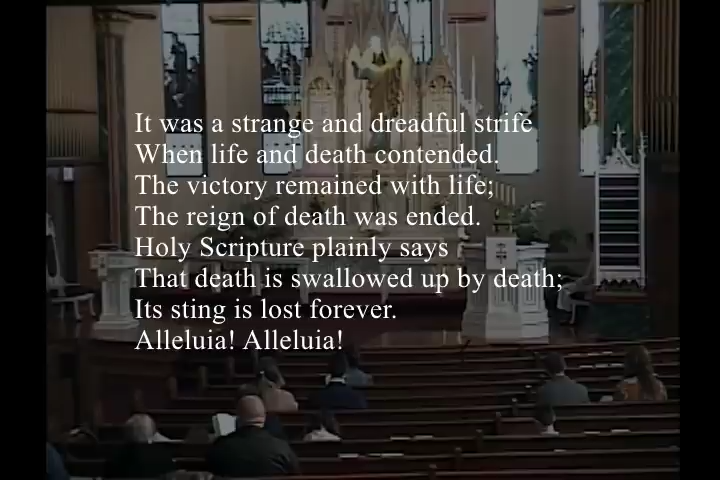 It was a strange and dreadful strife
When life and death contended.
The victory remained with life;
The reign of death was ended.
Holy Scripture plainly says
That death is swallowed up by death;
Its sting is lost forever.
Alleluia! Alleluia!